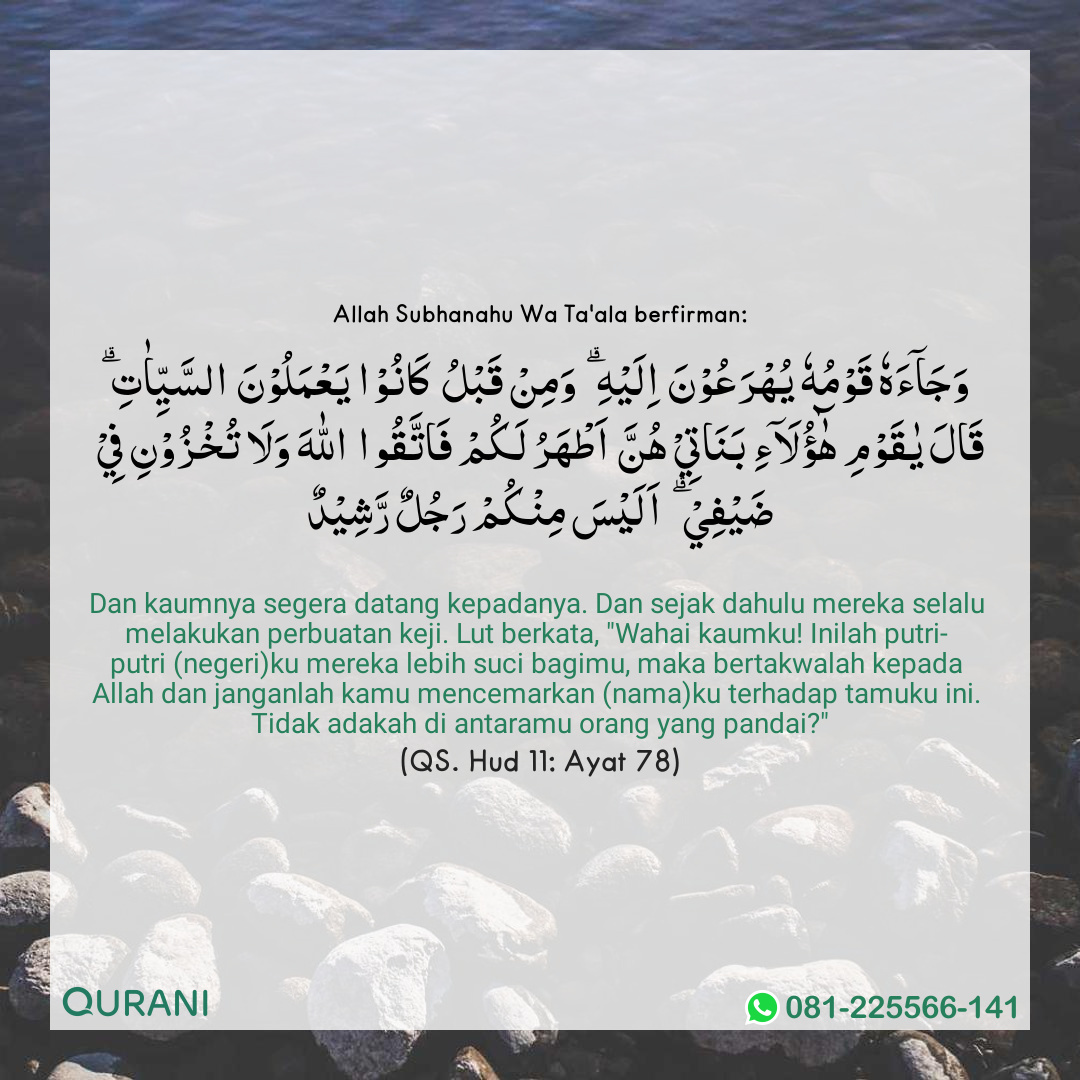 Allah Subhanahu Wa Ta'ala berfirman:
وَجَآءَهٗ قَوْمُهٗ يُهْرَعُوْنَ اِلَيْهِ ۗ وَمِنْ قَبْلُ كَانُوْا يَعْمَلُوْنَ السَّيِّاٰتِ ۗ
قَالَ يٰقَوْمِ هٰۤؤُلَآءِ بَنَاتِيْ هُنَّ اَطْهَرُ لَكُمْ فَاتَّقُوا اللّٰهَ وَلَا تُخْزُوْنِ فِيْ
ضَيْفِيْ ۗ اَلَيْسَ مِنْكُمْ رَجُلٌ رَّشِيْدٌ
Dan kaumnya segera datang kepadanya. Dan sejak dahulu mereka selalu
melakukan perbuatan keji. Lut berkata, "Wahai kaumku! Inilah putri-
putri (negeri)ku mereka lebih suci bagimu, maka bertakwalah kepada
Allah dan janganlah kamu mencemarkan (nama)ku terhadap tamuku ini.
Tidak adakah di antaramu orang yang pandai?"
(QS. Hud 11: Ayat 78)
QURANI
081-225566-141